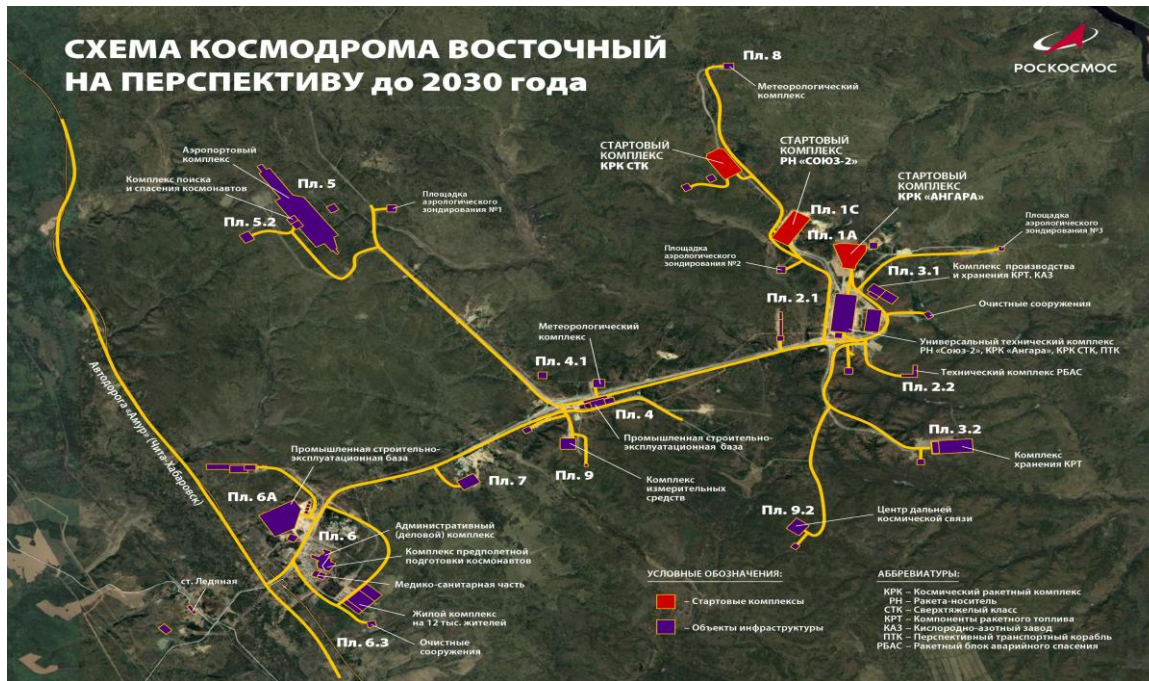 СХЕМА КОСМОДРОМА ВОСТОЧНЫЙ
НА ПЕРСПЕКТИВУ до 2030 года
РОСКОСМОС
Пл. 8
Метеорологический
комплекс
СТАРТОВЫЙ
КОМПЛЕКС
КРК СТК
СТАРТОВЫЙ
КОМПЛЕКС
РН «СОЮЗ-2»
СТАРТОВЫЙ
КОМПЛЕКС
КРК «АНГАРА»
Аэропортовый
комплекс
Комплекс поиска
и спасения космонавтов
Пл. 5
Пл. 5.2
Площадка
аэрологического
зондирования №1
Пл. 1С
Пл. 1А
Площадка
аэрологического
зондирования №2
Площадка
аэрологического
зондирования №3
Пл. 3.1
Комплекс производства
и хранения КРТ. КАЗ
Пл. 2.1
Очистные сооружения
Универсальный технический комплекс
РН «Союз-2», КРК «Ангара», КРК СТК, ПТК
Технический комплекс РБАС
Пл. 2.2
Метеорологический
комплекс
Пл. 4.1
Пл. 4
Промышленная строительно-
эксплуатационная база
Пл. 3.2
Комплекс
хранения КРТ
Автодорога «Амур» (Чита-Хабаровск)
Промышленная строительно-
эксплуатационная база
Пл. 7
Пл. 9
Комплекс
измерительных
средств
Пл. 6А
Пл. 9.2
Центр дальней
космической связи
Пл. 6
Административный
(деловой) комплекс
Комплекс предполетной
подготовки космонавтов
Медико-санитарная часть
ст. Ледяная
Жилой комплекс
на 12 тыс. жителей
Пл. 6.3
Очистные
сооружения
УСЛОВНЫЕ ОБОЗНАЧЕНИЯ:
– Стартовые комплексы
– Объекты инфраструктуры
АББРЕВИАТУРЫ:
КРК – Космический ракетный комплекс
РН – Ракета-носитель
СТК – Сверхтяжелый класс
КРТ – Компоненты ракетного топлива
КАЗ – Кислородно-азотный завод
ПТК – Перспективный транспортный корабль
РБАС – Ракетный блок аварийного спасения